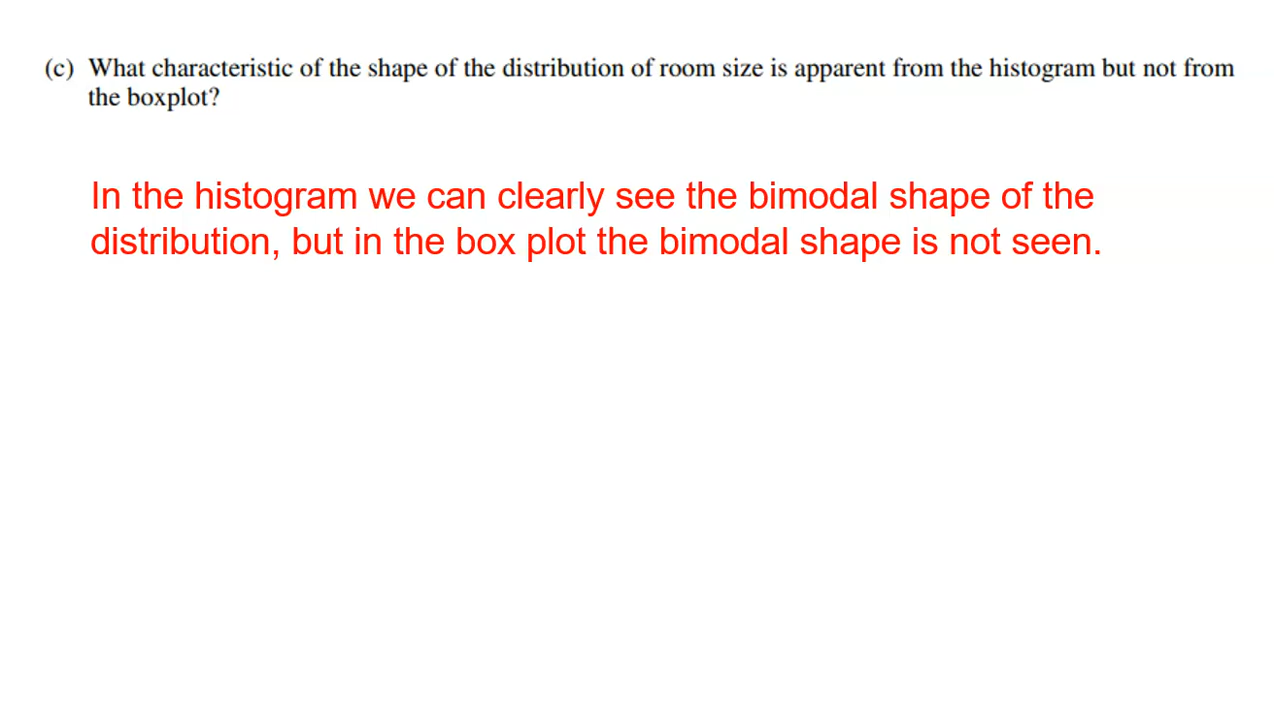 (c) What characteristic of the shape of the distribution of room size is apparent from the histogram but not from
the boxplot?
In the histogram we can clearly see the bimodal shape of the
distribution, but in the box plot the bimodal shape is not seen.